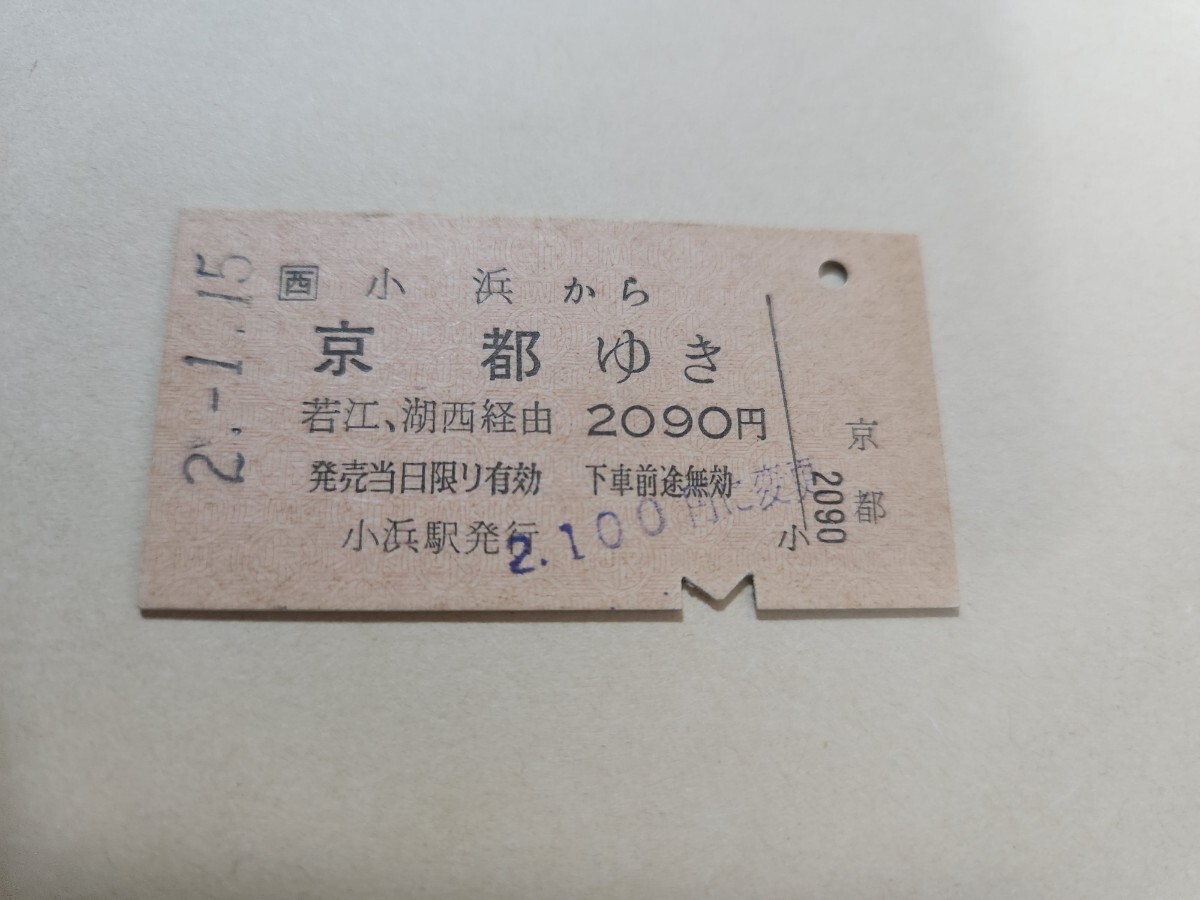 2.-1.15
西 小浜から
京都ゆき
若江、湖西経由 2090円
発売当日限り有効 下車前途無効
小浜駅発行
2.100円に変更
小
2090
京都